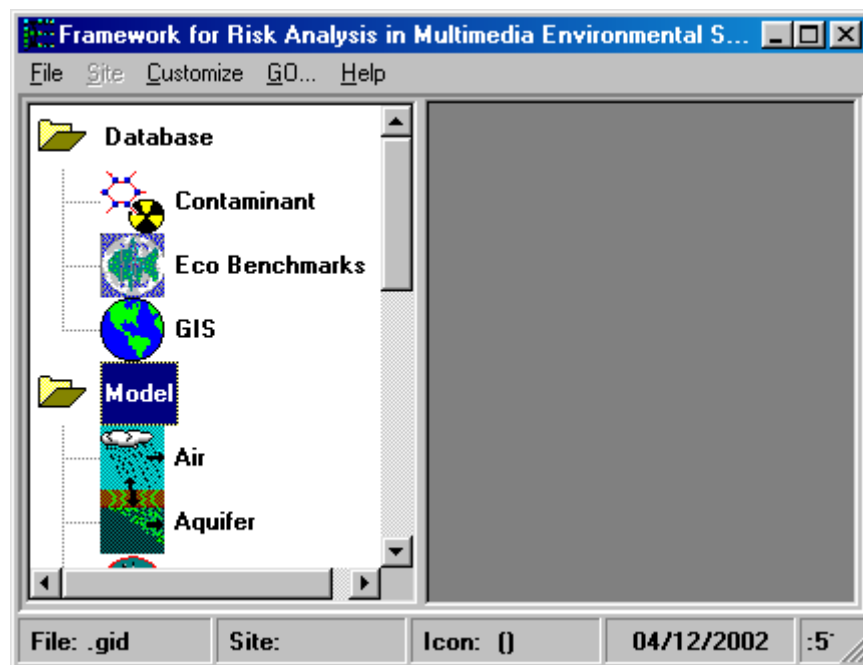 Framework for Risk Analysis in Multimedia Environmental S...
File Site Customize GO... Help
Database
Contaminant
Eco Benchmarks
GIS
Model
Air
Aquifer
File: .gid Site: Icon: () 04/12/2002 :5